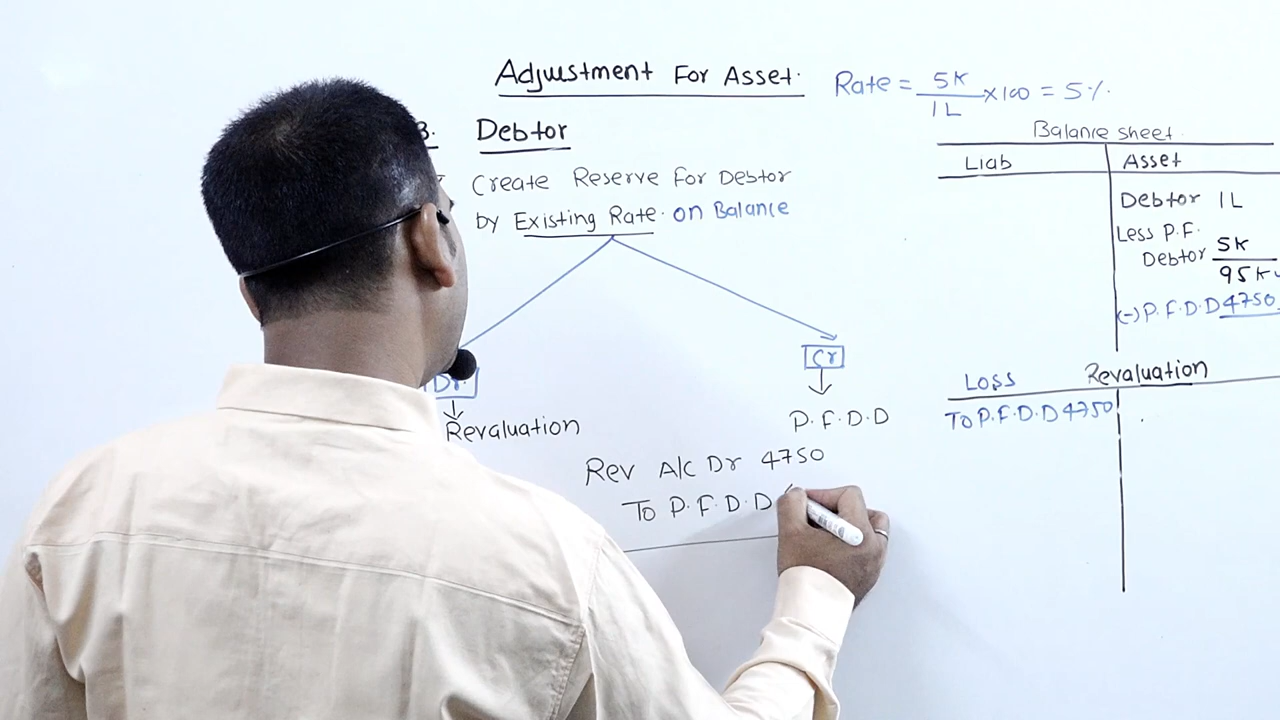 Adjustment For Asset.
Rate = 5K / 1L ×100 = 5%.
3. Debtor
Create Reserve For Debtor
by Existing Rate. on Balance
Dr.
Revaluation
Cr
P.F.D.D
Rev A/c Dr 4750
To P.F.D.D
Balance sheet.
Liab Asset
Debtor 1L
Less P.F.
Debtor 5K
95K
(-) P.F.D.D 4750
Loss Revaluation
To P.F.D.D 4750